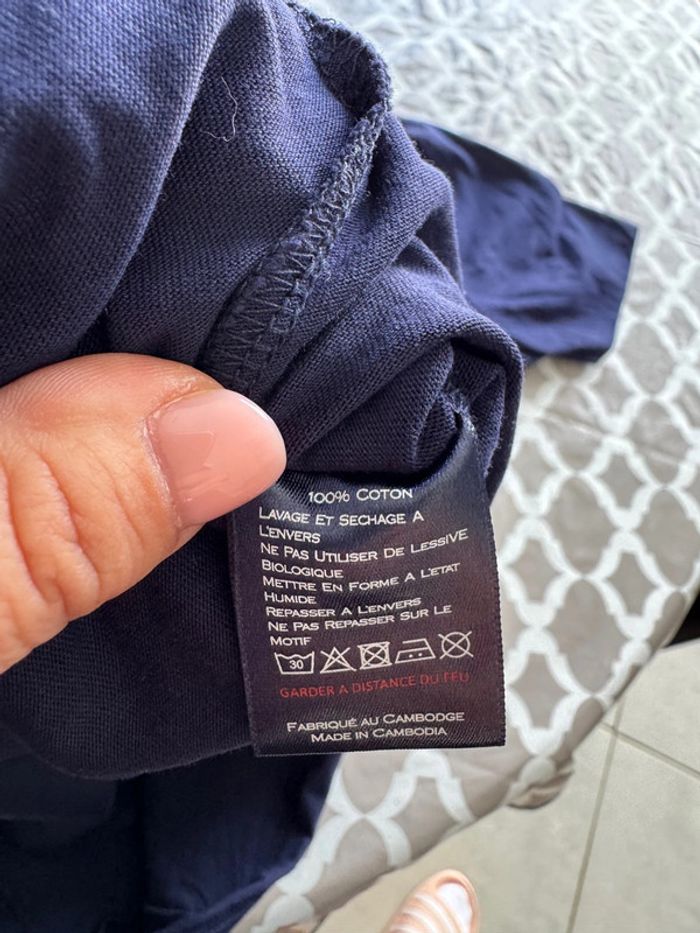 100% COTON
LAVAGE ET SECHAGE A
L'ENVERS
NE PAS UTILISER DE LESSIVE
BIOLOGIQUE
METTRE EN FORME A L'ETAT
HUMIDE
REPASSER A L'ENVERS
NE PAS REPASSER SUR LE
MOTIF
30
GARDER A DISTANCE DU FEU
FABRIQUÉ AU CAMBODGE
MADE IN CAMBODIA